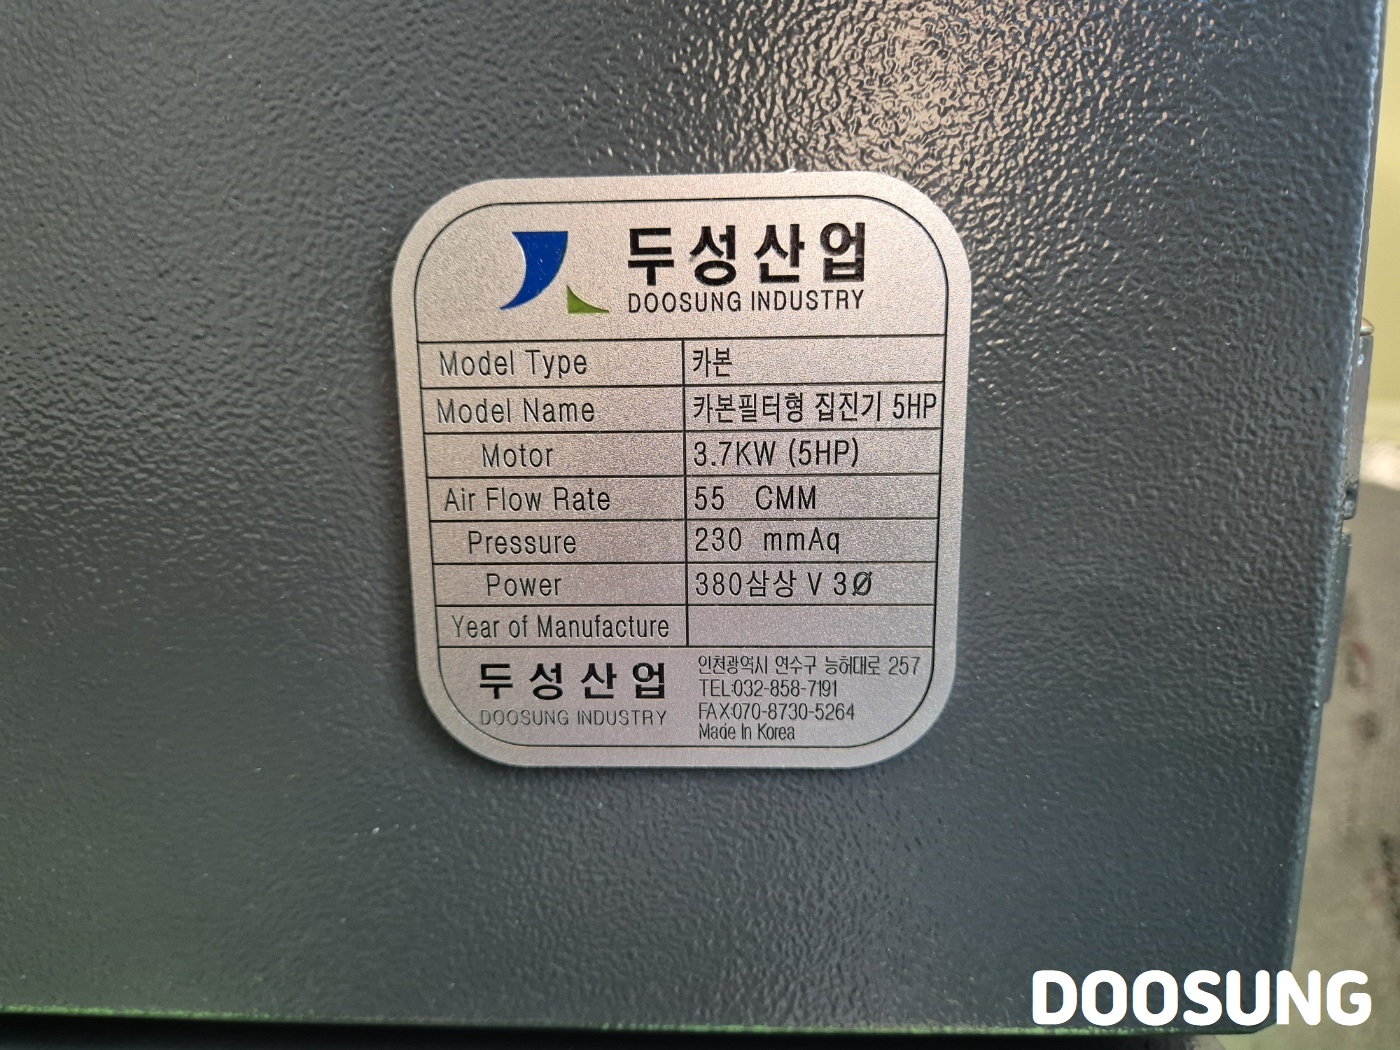 두성산업
DOOSUNG INDUSTRY
Model Type 카본
Model Name 카본필터형 집진기 5HP
Motor 3.7KW (5HP)
Air Flow Rate 55 CMM
Pressure 230 mmAq
Power 380삼상 V 3Ø
Year of Manufacture
두성산업
DOOSUNG INDUSTRY
인천광역시 연수구 능허대로 257
TEL:032-858-7191
FAX:070-8730-5264
Made In Korea
DOOSUNG